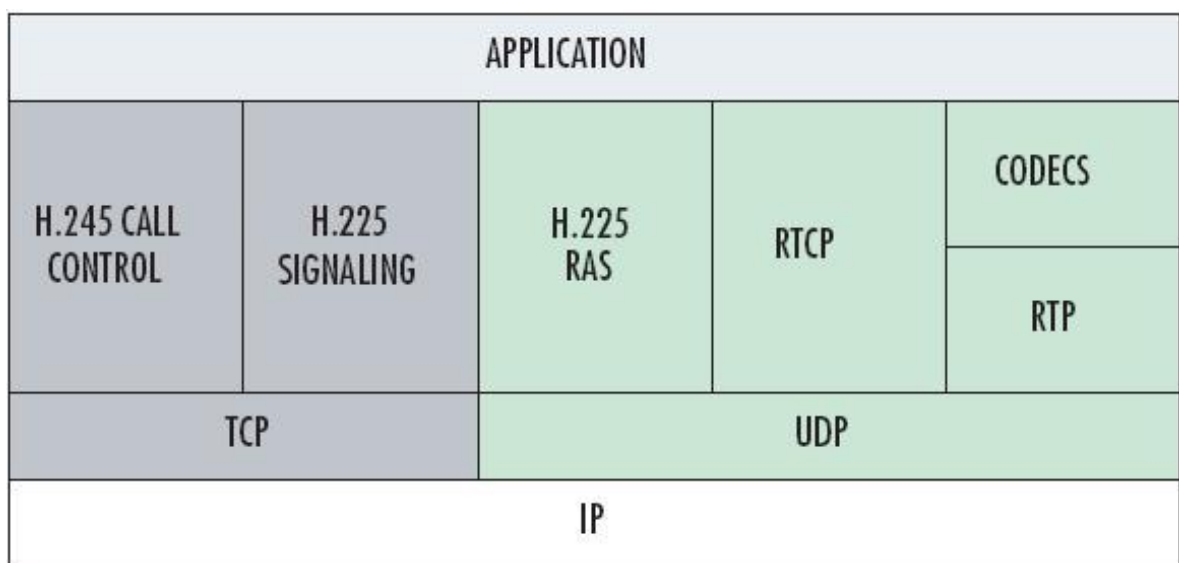 APPLICATION
H.245 CALL
CONTROL
H.225
SIGNALING
H.225
RAS
RTCP
CODECS
RTP
TCP
UDP
IP